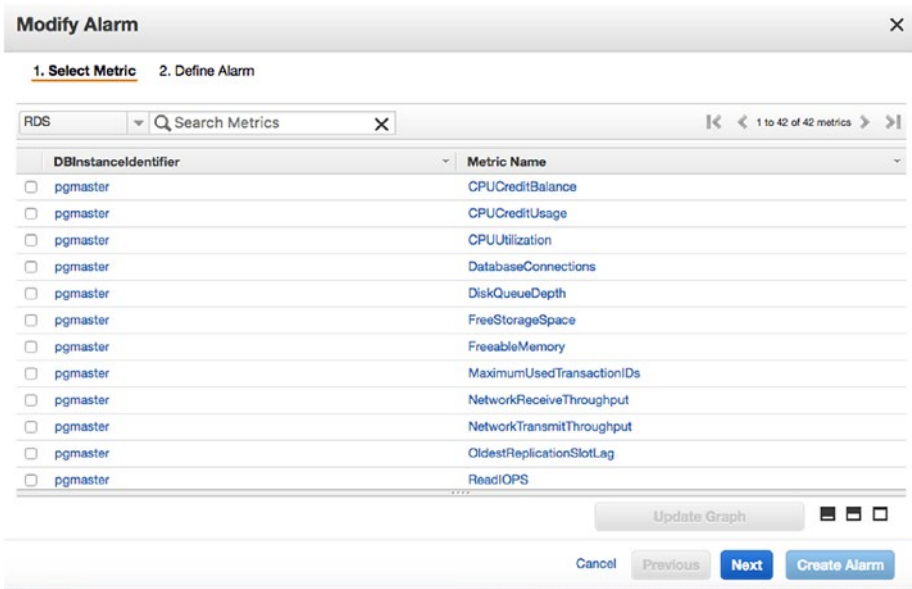 Modify Alarm
1. Select Metric 2. Define Alarm
RDS Search Metrics 1 to 42 of 42 metrics
DBInstanceIdentifier Metric Name
pgmaster CPUCreditBalance
pgmaster CPUCreditUsage
pgmaster CPUUtilization
pgmaster DatabaseConnections
pgmaster DiskQueueDepth
pgmaster FreeStorageSpace
pgmaster FreeableMemory
pgmaster MaximumUsedTransactionIDs
pgmaster NetworkReceiveThroughput
pgmaster NetworkTransmitThroughput
pgmaster OldestReplicationSlotLag
pgmaster ReadIOPS
Update Graph
Cancel Previous Next Create Alarm